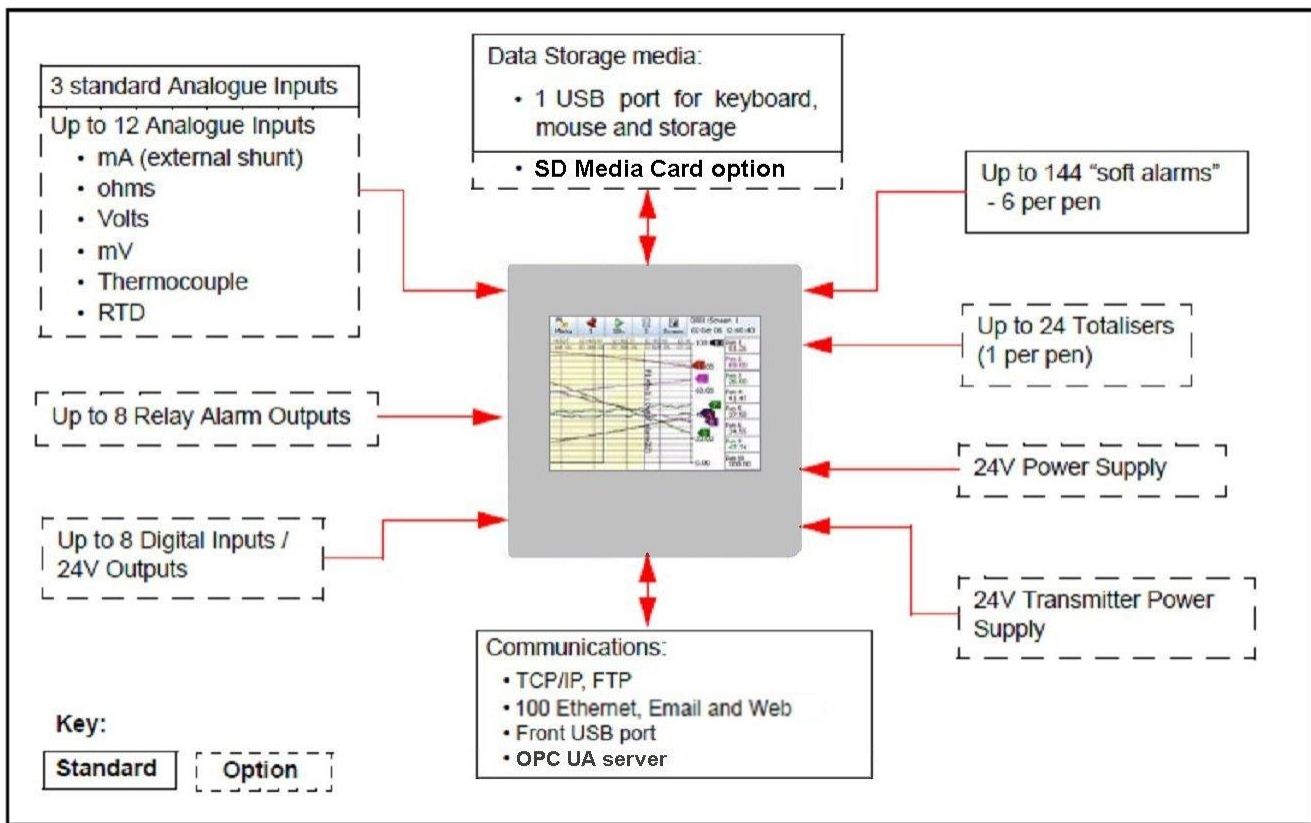 3 standard Analogue Inputs
Up to 12 Analogue Inputs
• mA (external shunt)
• ohms
• Volts
• mV
• Thermocouple
• RTD
Data Storage media:
• 1 USB port for keyboard,
mouse and storage
• SD Media Card option
Up to 144 “soft alarms”
- 6 per pen
Up to 24 Totalisers
(1 per pen)
Up to 8 Relay Alarm Outputs
24V Power Supply
Up to 8 Digital Inputs /
24V Outputs
24V Transmitter Power
Supply
Communications:
• TCP/IP, FTP
• 100 Ethernet, Email and Web
• Front USB port
• OPC UA server
Key:
Standard
Option